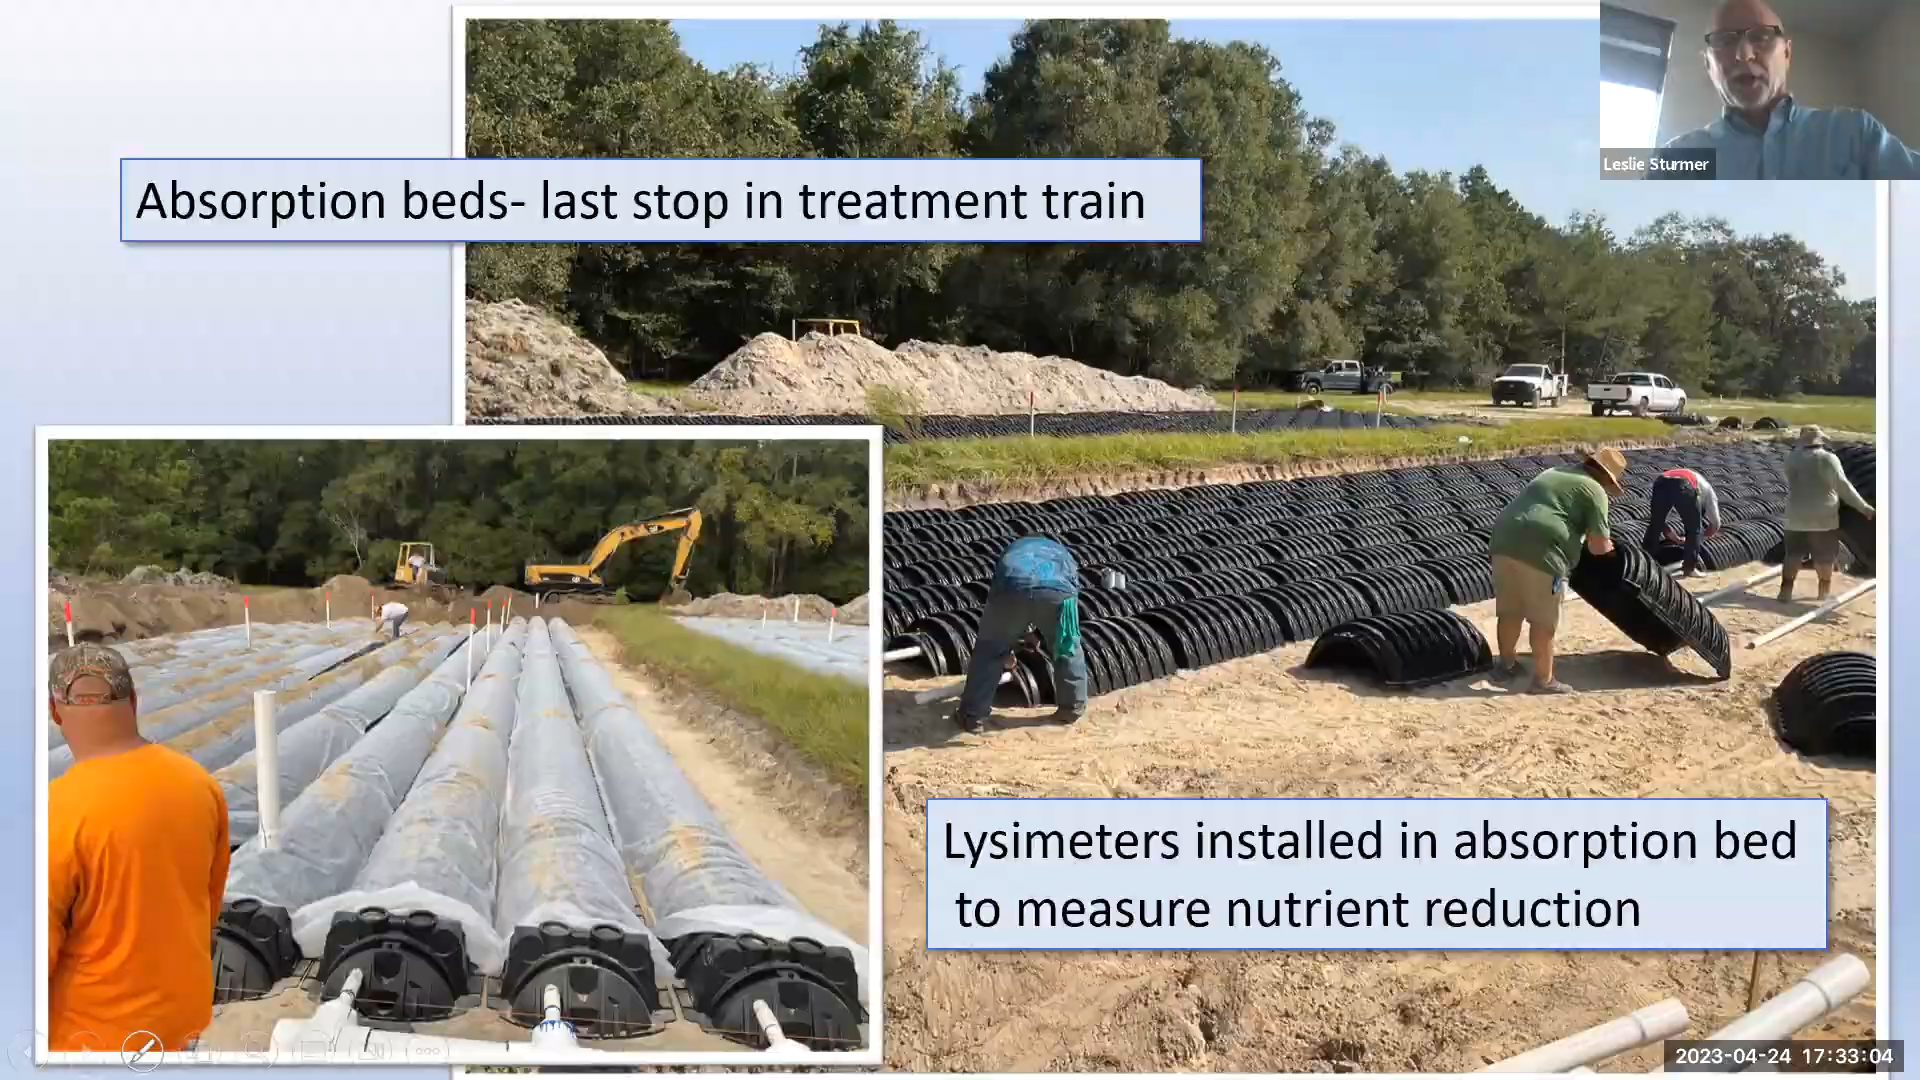 Leslie Sturmer
Absorption beds- last stop in treatment train
Lysimeters installed in absorption bed
to measure nutrient reduction
2023-04-24 17:33:04